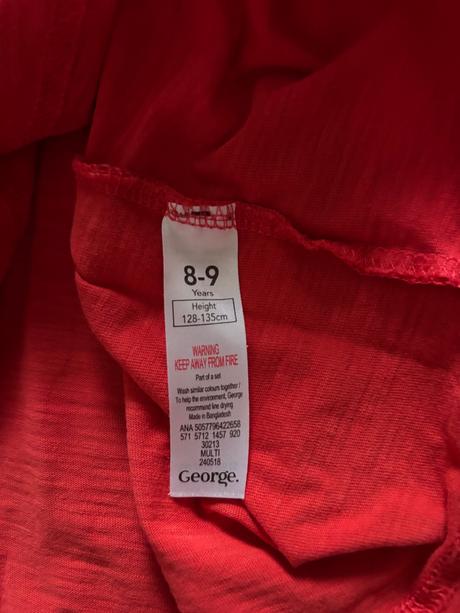 8-9
Years
Height
128-135cm
WARNING
KEEP AWAY FROM FIRE
Part of a set
Wash similar colours together /
To help the environment, George
recommend line drying
Made in Bangladesh
ANA 5057796422658
571 5712 1457 920
30213
MULTI
240518
George.